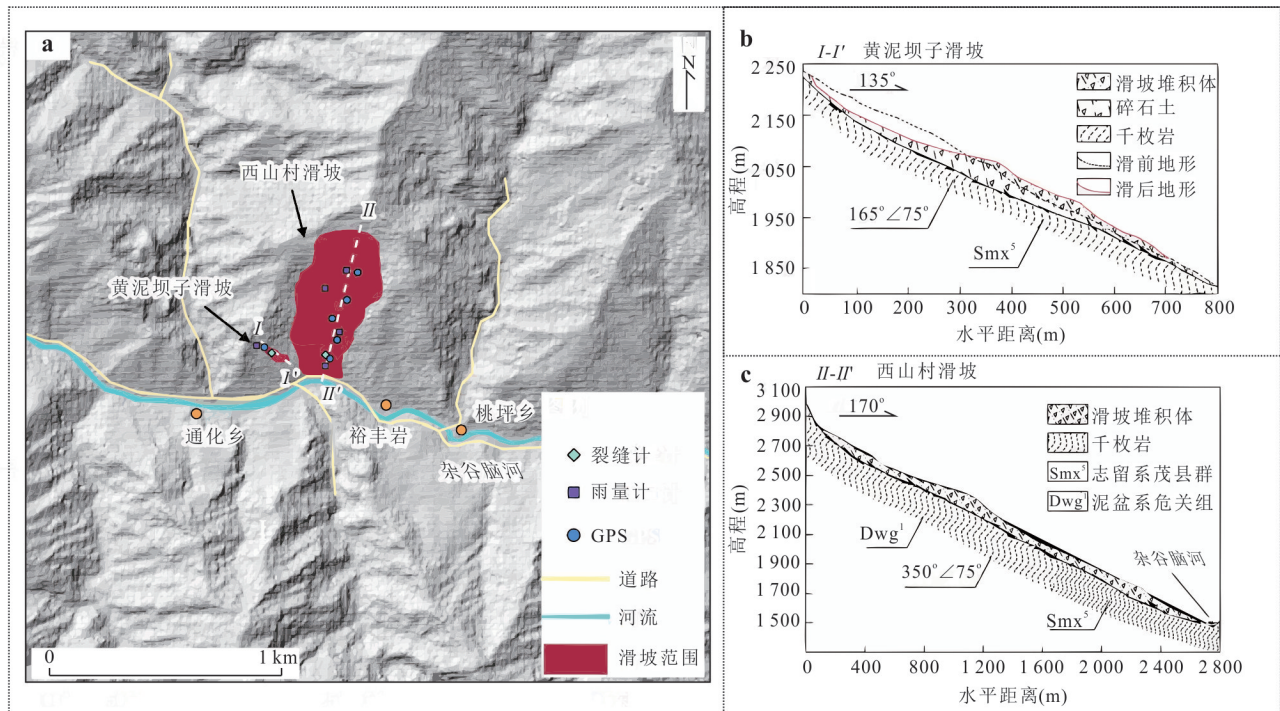 a
N
西山村滑坡
II
黄泥坝子滑坡
I
I'
II'
通化乡
裕丰岩
桃坪乡
杂谷脑河
裂缝计
雨量计
GPS
道路
河流
滑坡范围
0 1 km
b I-I' 黄泥坝子滑坡
2 250
2 150
2 050
1 950
1 850
高程(m)
135°
滑坡堆积体
碎石土
千枚岩
滑前地形
滑后地形
165°∠75°
Smx⁵
0 100 200 300 400 500 600 700 800
水平距离(m)
c II-II' 西山村滑坡
3 100
2 900
2 700
2 500
2 300
2 100
1 900
1 700
1 500
高程(m)
170°
滑坡堆积体
千枚岩
Smx⁵ 志留系茂县群
Dwg¹ 泥盆系危关组
Dwg¹
350°∠75°
Smx⁵
杂谷脑河
0 400 800 1 200 1 600 2 000 2 400 2 800
水平距离(m)